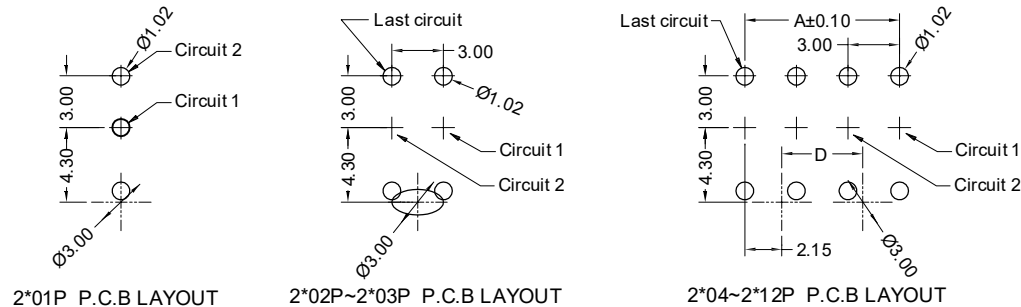 Ø1.02
Circuit 2
3.00
Circuit 1
4.30
Ø3.00
2*01P P.C.B LAYOUT
Last circuit
3.00
3.00
Ø1.02
4.30
Circuit 1
Circuit 2
Ø3.00
2*02P~2*03P P.C.B LAYOUT
Last circuit
A±0.10
3.00
Ø1.02
3.00
4.30
D
Circuit 1
Circuit 2
2.15
Ø3.00
2*04~2*12P P.C.B LAYOUT